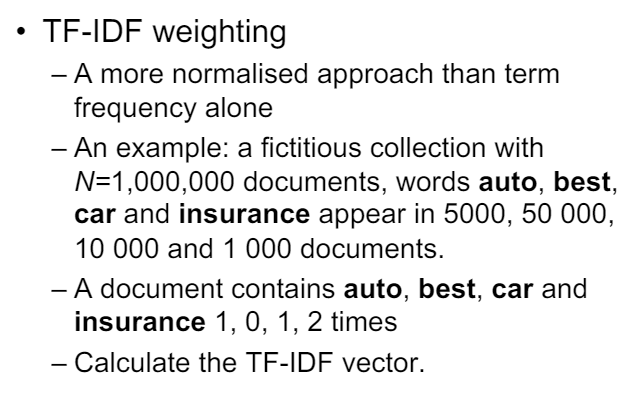 • TF-IDF weighting
– A more normalised approach than term
frequency alone
– An example: a fictitious collection with
N=1,000,000 documents, words auto, best,
car and insurance appear in 5000, 50 000,
10 000 and 1 000 documents.
– A document contains auto, best, car and
insurance 1, 0, 1, 2 times
– Calculate the TF-IDF vector.